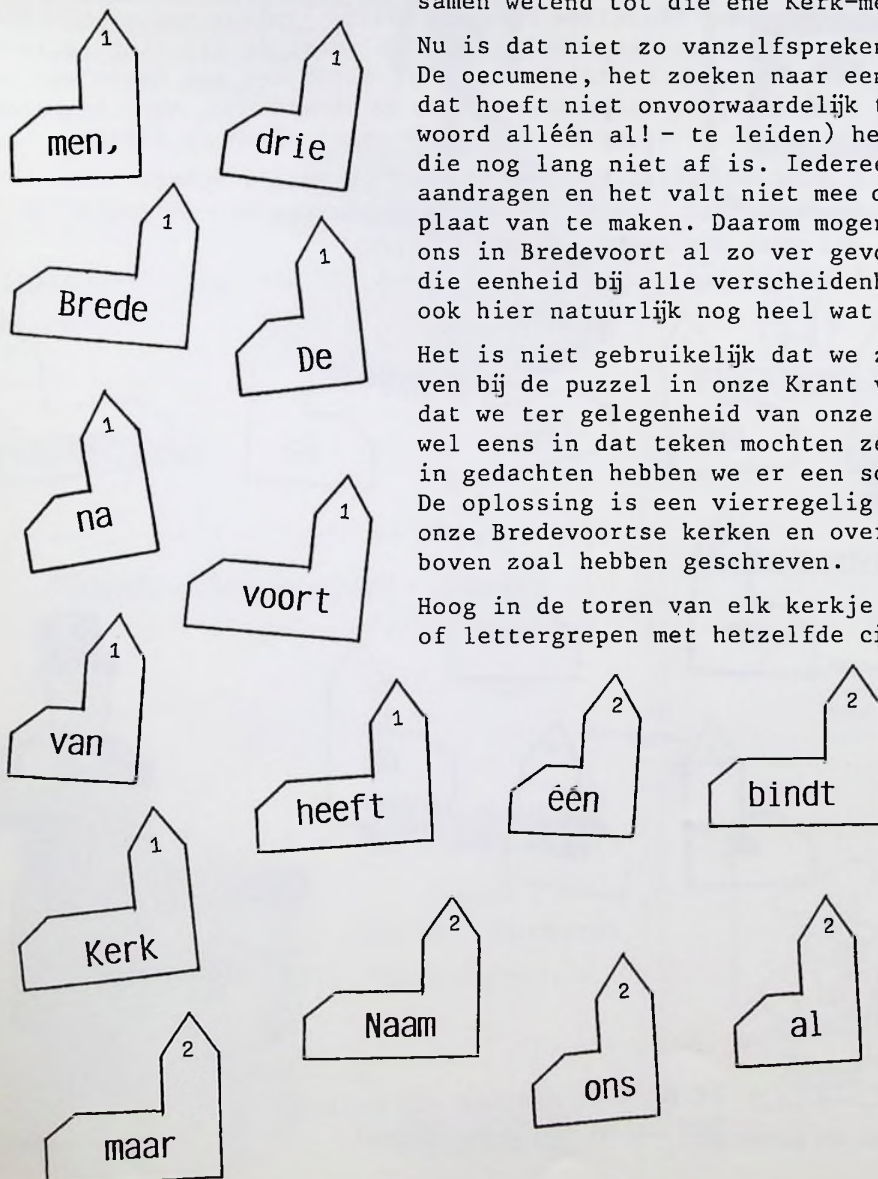 samen wetend tot die ene Kerk-me
Nu is dat niet zo vanzelfspreken
De oecumene, het zoeken naar een
dat hoeft niet onvoorwaardelijk t
woord alléén al! - te leiden) he
die nog lang niet af is. Iederee
aandragen en het valt niet mee o
plaat van te maken. Daarom mogen
ons in Bredevoort al zo ver gevo
die eenheid bij alle verscheidenh
ook hier natuurlijk nog heel wat
Het is niet gebruikelijk dat we z
ven bij de puzzel in onze Krant v
dat we ter gelegenheid van onze
wel eens in dat teken mochten ze
in gedachten hebben we er een so
De oplossing is een vierregelig
onze Bredevoortse kerken en over
boven zoal hebben geschreven.
Hoog in de toren van elk kerkje
of lettergrepen met hetzelfde ci
1
men,
1
drie
1
Brede
1
De
1
na
1
voort
1
van
1
heeft
2
één
2
bindt
1
Kerk
2
Naam
2
ons
2
al
2
maar